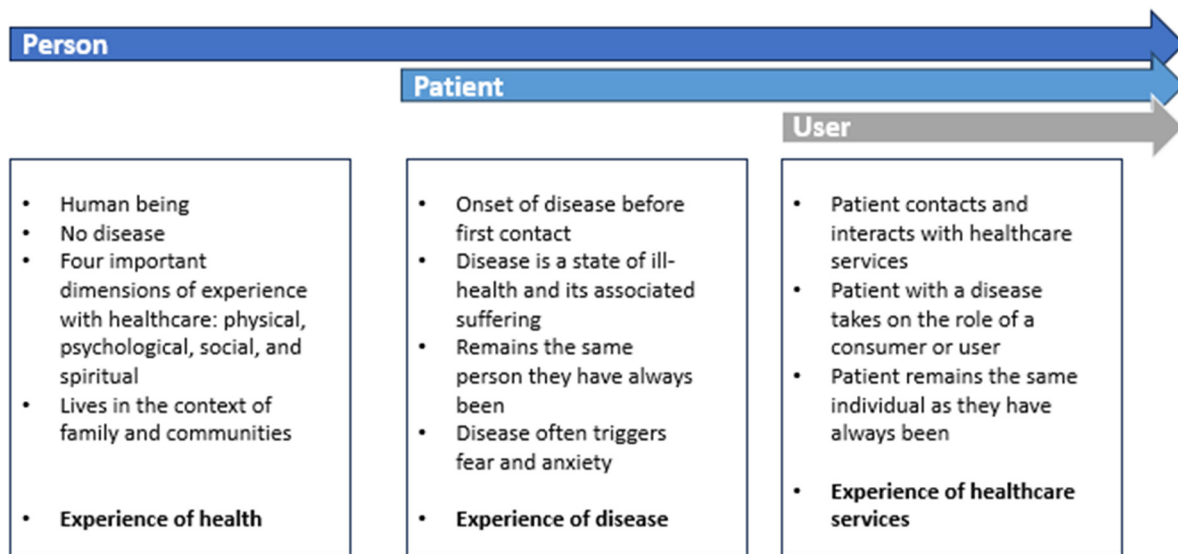 Person
Patient
User
• Human being
• No disease
• Four important
dimensions of experience
with healthcare: physical,
psychological, social, and
spiritual
• Lives in the context of
family and communities
• Experience of health
• Onset of disease before
first contact
• Disease is a state of ill-
health and its associated
suffering
• Remains the same
person they have always
been
• Disease often triggers
fear and anxiety
• Experience of disease
• Patient contacts and
interacts with healthcare
services
• Patient with a disease
takes on the role of a
consumer or user
• Patient remains the same
individual as they have
always been
• Experience of healthcare
services